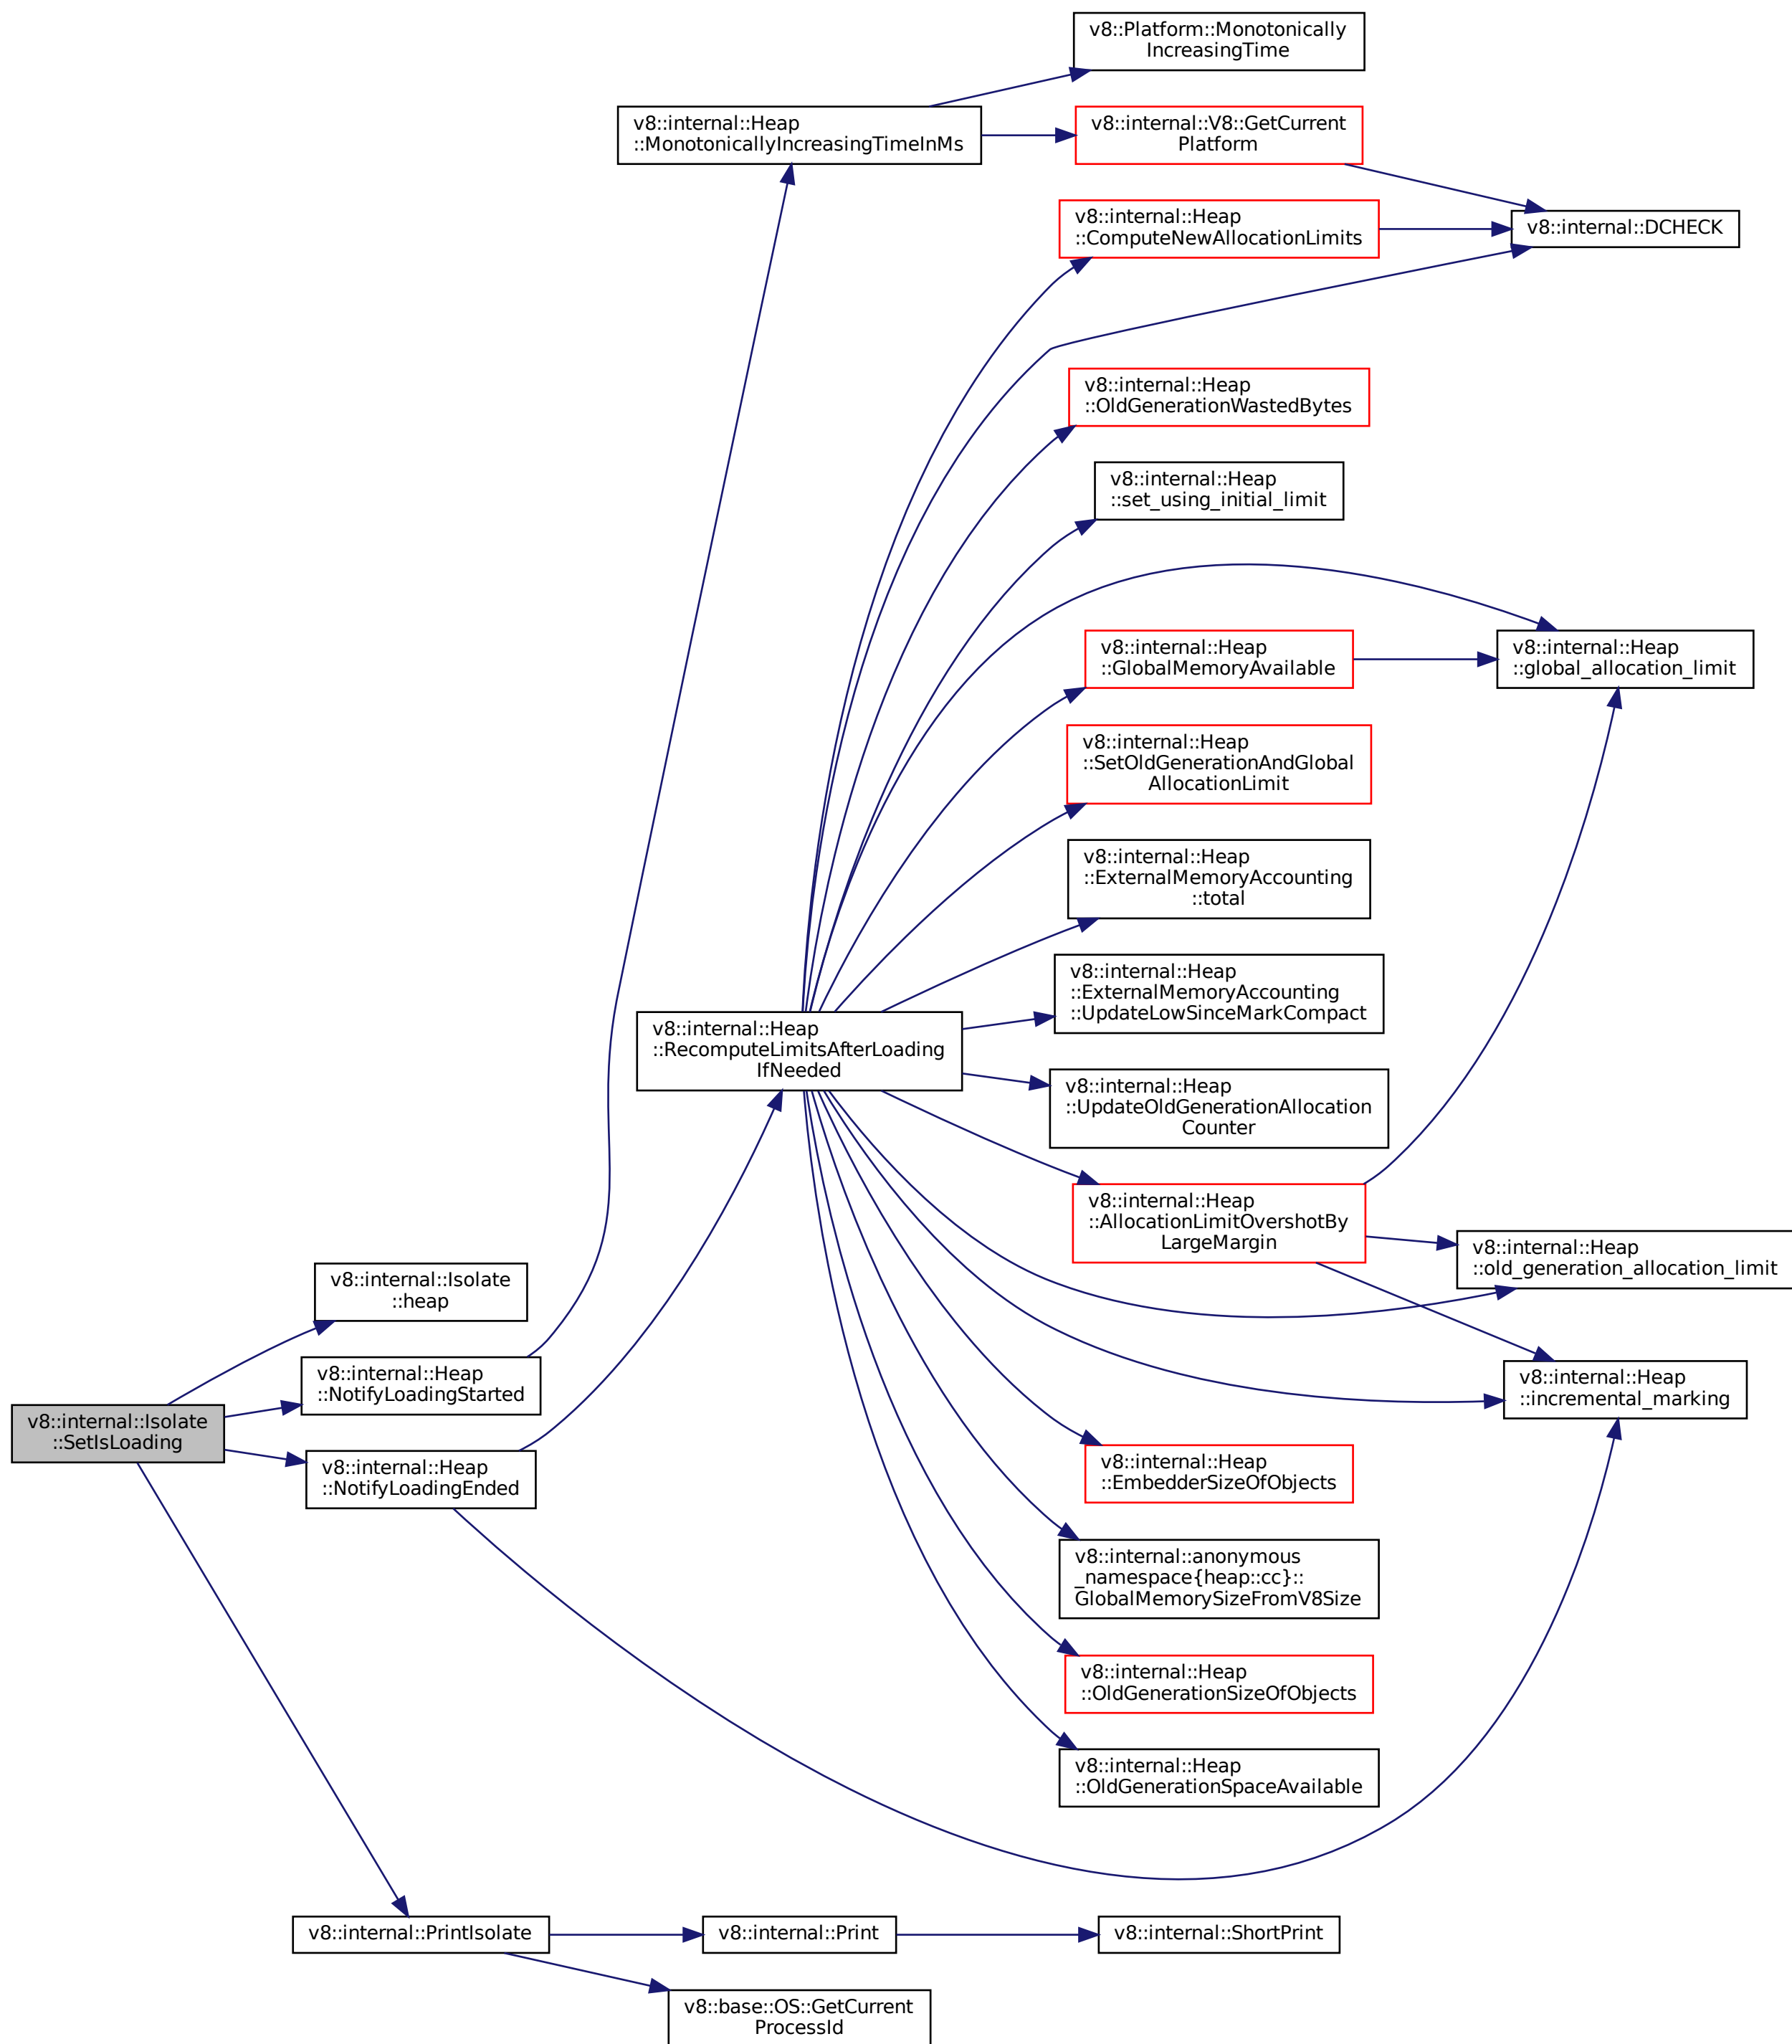 v8::Platform::Monotonically
IncreasingTime
v8::internal::Heap
::MonotonicallyIncreasingTimeInMs
v8::internal::V8::GetCurrent
Platform
v8::internal::Heap
::ComputeNewAllocationLimits
v8::internal::DCHECK
v8::internal::Heap
::OldGenerationWastedBytes
v8::internal::Heap
::set_using_initial_limit
v8::internal::Heap
::GlobalMemoryAvailable
v8::internal::Heap
::global_allocation_limit
v8::internal::Heap
::SetOldGenerationAndGlobal
AllocationLimit
v8::internal::Heap
::ExternalMemoryAccounting
::total
v8::internal::Heap
::ExternalMemoryAccounting
::UpdateLowSinceMarkCompact
v8::internal::Heap
::RecomputeLimitsAfterLoading
IfNeeded
v8::internal::Heap
::UpdateOldGenerationAllocation
Counter
v8::internal::Heap
::AllocationLimitOvershotBy
LargeMargin
v8::internal::Heap
::old_generation_allocation_limit
v8::internal::Isolate
::heap
v8::internal::Heap
::NotifyLoadingStarted
v8::internal::Heap
::incremental_marking
v8::internal::Isolate
::SetIsLoading
v8::internal::Heap
::NotifyLoadingEnded
v8::internal::Heap
::EmbedderSizeOfObjects
v8::internal::anonymous
_namespace{heap::cc}::
GlobalMemorySizeFromV8Size
v8::internal::Heap
::OldGenerationSizeOfObjects
v8::internal::Heap
::OldGenerationSpaceAvailable
v8::internal::PrintIsolate
v8::internal::Print
v8::internal::ShortPrint
v8::base::OS::GetCurrent
ProcessId